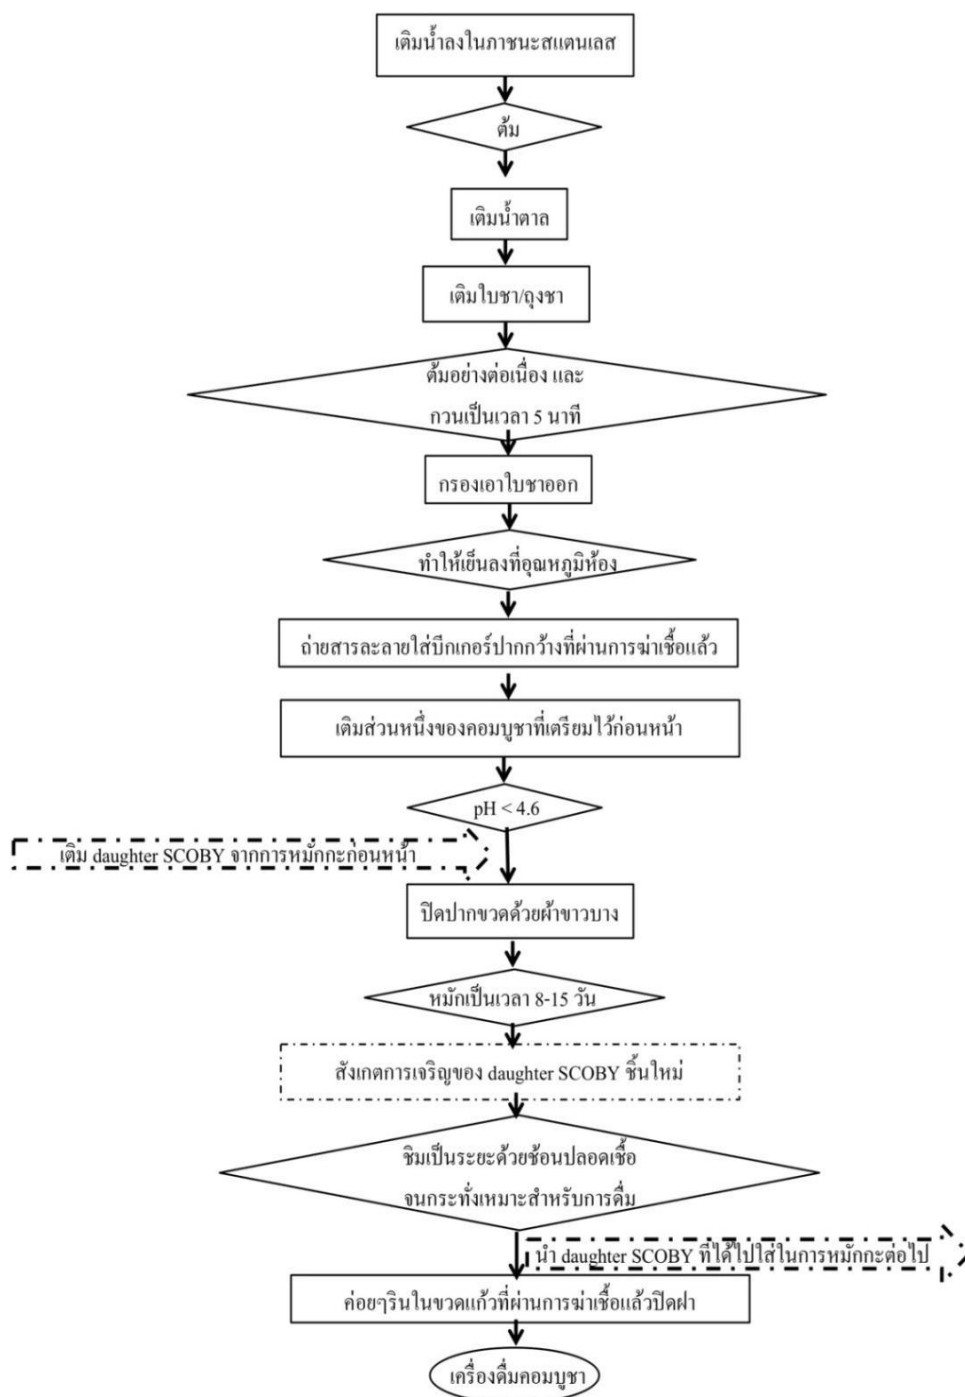 เติมน้ำลงในภาชนะสแตนเลส
ต้ม
เติมน้ำตาล
เติมใบชา/ถุงชา
ต้มอย่างต่อเนื่อง และ
กวนเป็นเวลา 5 นาที
กรองเอาใบชาออก
ทำให้เย็นลงที่อุณหภูมิห้อง
ถ่ายสารละลายใส่บีกเกอร์ปากกว้างที่ผ่านการฆ่าเชื้อแล้ว
เติมส่วนหนึ่งของคอมบูชาที่เตรียมไว้ก่อนหน้า
pH < 4.6
เติม daughter SCOBY จากการหมักกะก่อนหน้า
ปิดปากขวดด้วยผ้าขาวบาง
หมักเป็นเวลา 8-15 วัน
สังเกตการเจริญของ daughter SCOBY ชิ้นใหม่
ชิมเป็นระยะด้วยช้อนปลอดเชื้อ
จนกระทั่งเหมาะสำหรับการดื่ม
นำ daughter SCOBY ที่ได้ไปใส่ในการหมักกะต่อไป
ค่อยๆรินในขวดแก้วที่ผ่านการฆ่าเชื้อแล้วปิดฝา
เครื่องดื่มคอมบูชา